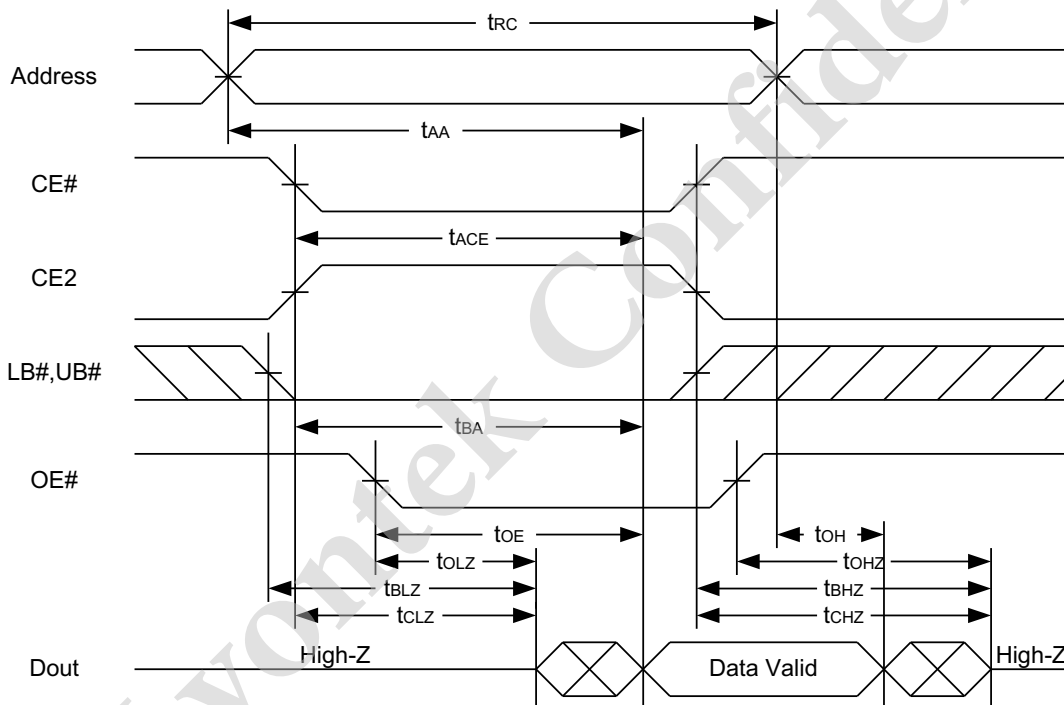 tRC
Address
tAA
CE#
tACE
CE2
LB#,UB#
tBA
OE#
tOE
tOH
tOLZ
tOHZ
tBLZ
tBHZ
tCLZ
tCHZ
High-Z
High-Z
Dout
Data Valid